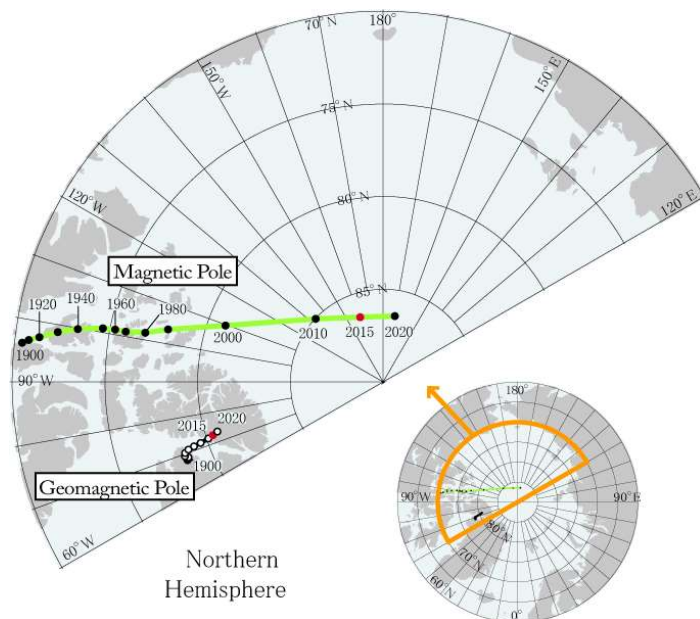 70°N
180°
150°W
150°E
75°N
120°W
80°N
120°E
Magnetic Pole
85°N
1920
1940
1960
1980
1900
2000
2010
2015
2020
90°W
2015
2020
1900
Geomagnetic Pole
60°W
Northern
Hemisphere
180°
90°W
90°E
80°N
70°N
60°N
0°